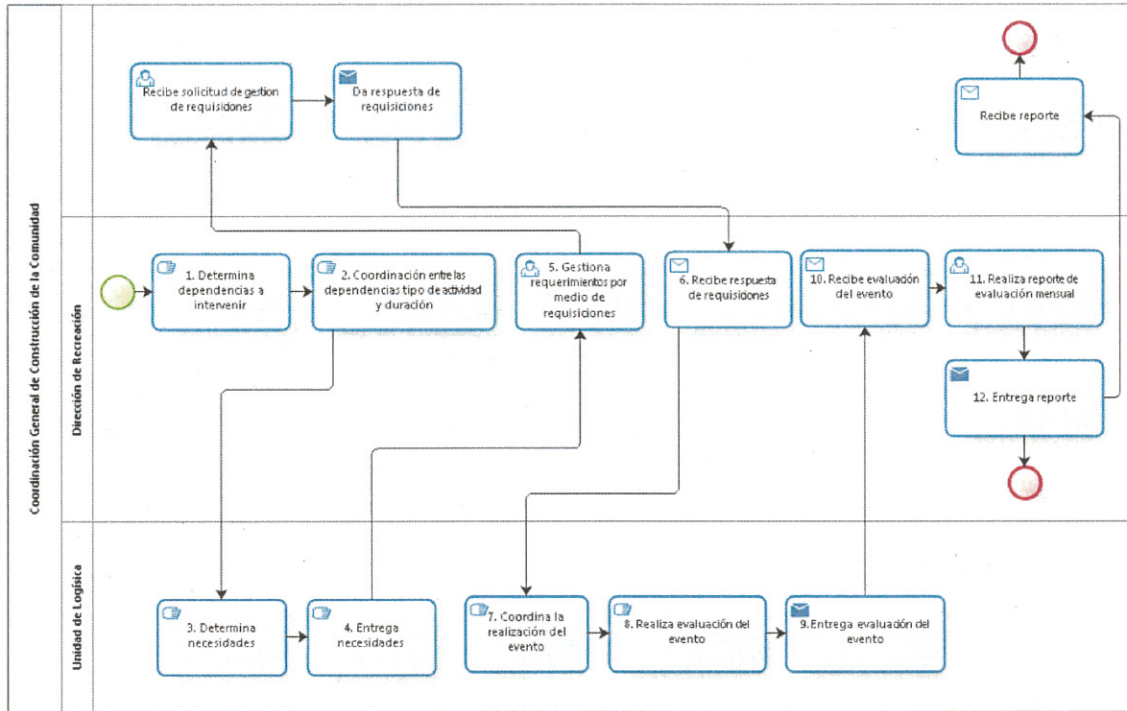 Coordinación General de Construcción de la Comunidad
Recibe solicitud de gestion
de requisidones
Da respuesta de
requisiciones
Recibe reporte
Dirección de Recreación
1. Determina
dependencias a
intervenir
2. Coordinación entre las
dependencias tipo de actividad
y duración
5. Gestiona
requerimientos por
medio de
requisiciones
6. Recibe respuesta
de requisiciones
10. Recibe evaluación
del evento
11. Realiza reporte de
evaluación mensual
12. Entrega reporte
Unidad de Logísica
3. Determina
necesidades
4. Entrega
necesidades
7. Coordina la
realización del
evento
8. Realiza evaluación del
evento
9. Entrega evaluación del
evento